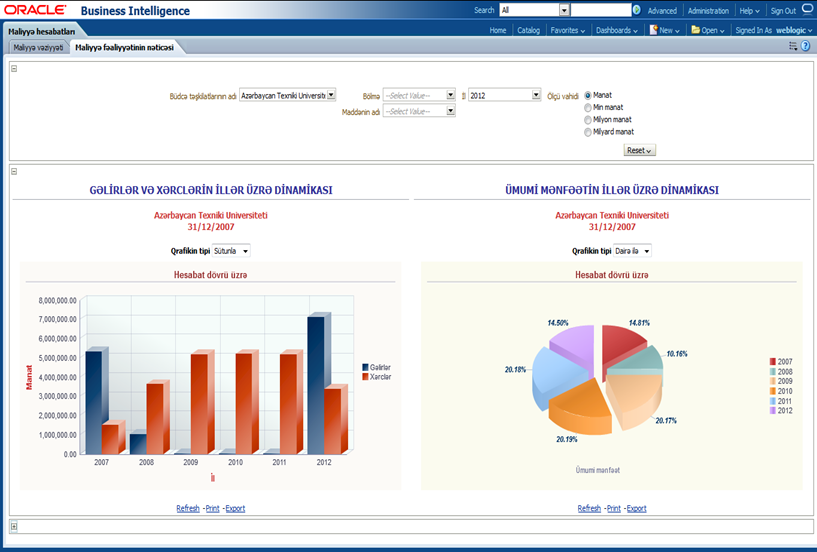 ORACLE Business Intelligence
Search All Advanced Administration Help Sign Out
Maliyyə hesabatları Home Catalog Favorites Dashboards New Open Signed In As weblogic
Maliyyə vəziyyəti Maliyyə fəaliyyətinin nəticəsi
Büdcə təşkilatlarının adı Azərbaycan Texniki Universit Bölmə --Select Value-- İl 2012 Ölçü vahidi Manat
Maddənin adı --Select Value-- Min manat
Milyon manat
Milyard manat
Reset
GƏLİRLƏR VƏ XƏRCLƏRİN İLLƏR ÜZRƏ DİNAMİKASI
Azərbaycan Texniki Universiteti
31/12/2007
Qrafikin tipi Sütunla
Hesabat dövrü üzrə
8,000,000.00
7,000,000.00
6,000,000.00
5,000,000.00
4,000,000.00
3,000,000.00
2,000,000.00
1,000,000.00
0.00
Manat
2007 2008 2009 2010 2011 2012
İl
Gəlirlər
Xərclər
Refresh - Print - Export
ÜMUMİ MƏNFƏƏTİN İLLƏR ÜZRƏ DİNAMİKASI
Azərbaycan Texniki Universiteti
31/12/2007
Qrafikin tipi Dairə ilə
Hesabat dövrü üzrə
14.50% 14.81%
10.16%
20.18%
20.17%
20.19%
2007
2008
2009
2010
2011
2012
Ümumi mənfəət
Refresh - Print - Export